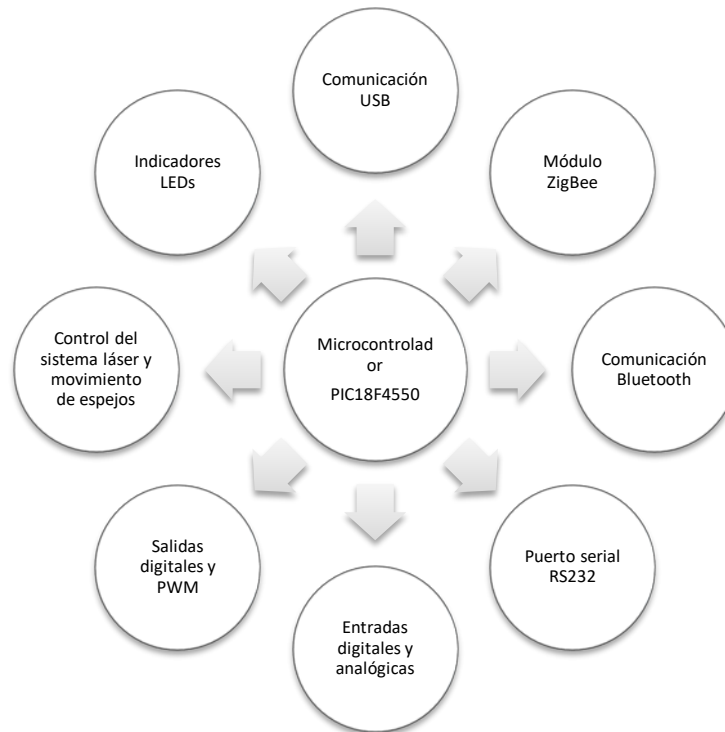 Comunicación
USB
Indicadores
LEDs
Módulo
ZigBee
Control del
sistema láser y
movimiento
de espejos
Microcontrolad
or
PIC18F4550
Comunicación
Bluetooth
Salidas
digitales y
PWM
Puerto serial
RS232
Entradas
digitales y
analógicas